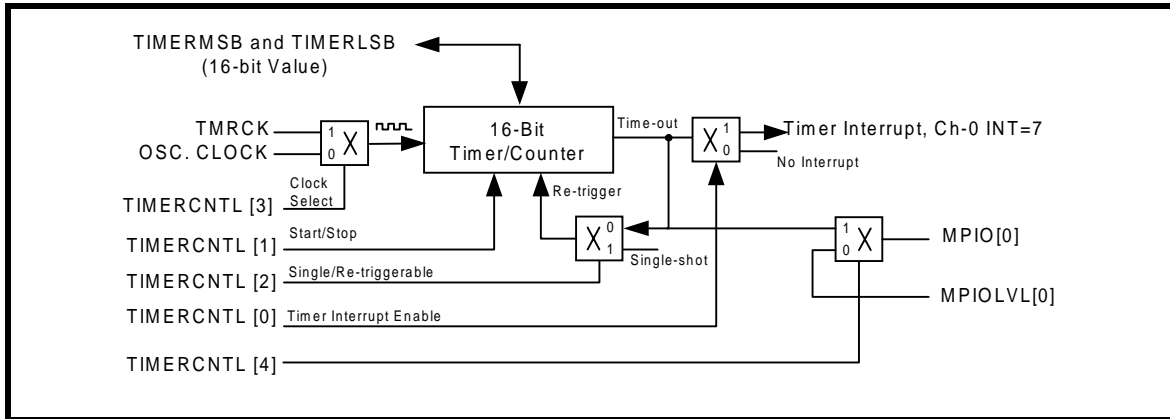 TIMERMSB and TIMERLSB
(16-bit Value)
TMRCK
OSC. CLOCK
1
0
X
16-Bit
Timer/Counter
Time-out
X
1
0
Timer Interrupt, Ch-0 INT=7
No Interrupt
Clock
Select
Re-trigger
TIMERCNTL [3]
TIMERCNTL [1]
Start/Stop
X
0
1
Single-shot
1
0
X
MPIO[0]
TIMERCNTL [2]
Single/Re-triggerable
MPIOLVL[0]
TIMERCNTL [0]
Timer Interrupt Enable
TIMERCNTL [4]